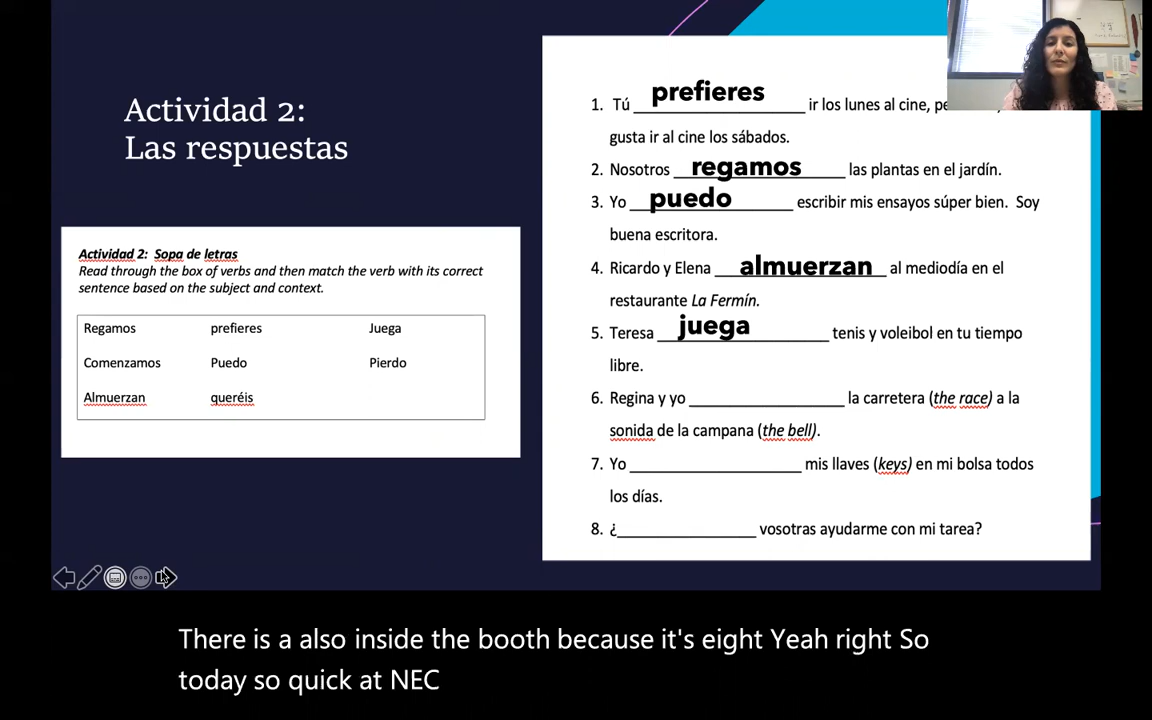 Actividad 2:
Las respuestas
Actividad 2: Sopa de letras
Read through the box of verbs and then match the verb with its correct
sentence based on the subject and context.
Regamos prefieres Juega
Comenzamos Puedo Pierdo
Almuerzan queréis
1. Tú prefieres ir los lunes al cine,
gusta ir al cine los sábados.
2. Nosotros regamos las plantas en el jardín.
3. Yo puedo escribir mis ensayos súper bien. Soy
buena escritora.
4. Ricardo y Elena almuerzan al mediodía en el
restaurante La Fermín.
5. Teresa juega tenis y voleibol en tu tiempo
libre.
6. Regina y yo __________________ la carretera (the race) a la
sonida de la campana (the bell).
7. Yo ____________________ mis llaves (keys) en mi bolsa todos
los días.
8. ¿________________ vosotras ayudarme con mi tarea?
There is a also inside the booth because it's eight Yeah right So
today so quick at NEC